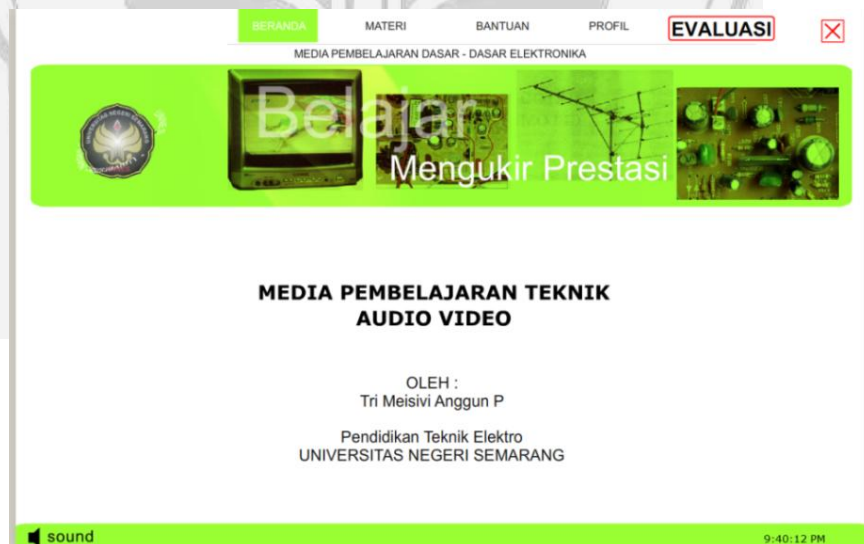 BERANDA MATERI BANTUAN PROFIL EVALUASI
MEDIA PEMBELAJARAN DASAR - DASAR ELEKTRONIKA
Belajar
Mengukir Prestasi
MEDIA PEMBELAJARAN TEKNIK
AUDIO VIDEO
OLEH :
Tri Meisivi Anggun P
Pendidikan Teknik Elektro
UNIVERSITAS NEGERI SEMARANG
sound 9:40:12 PM